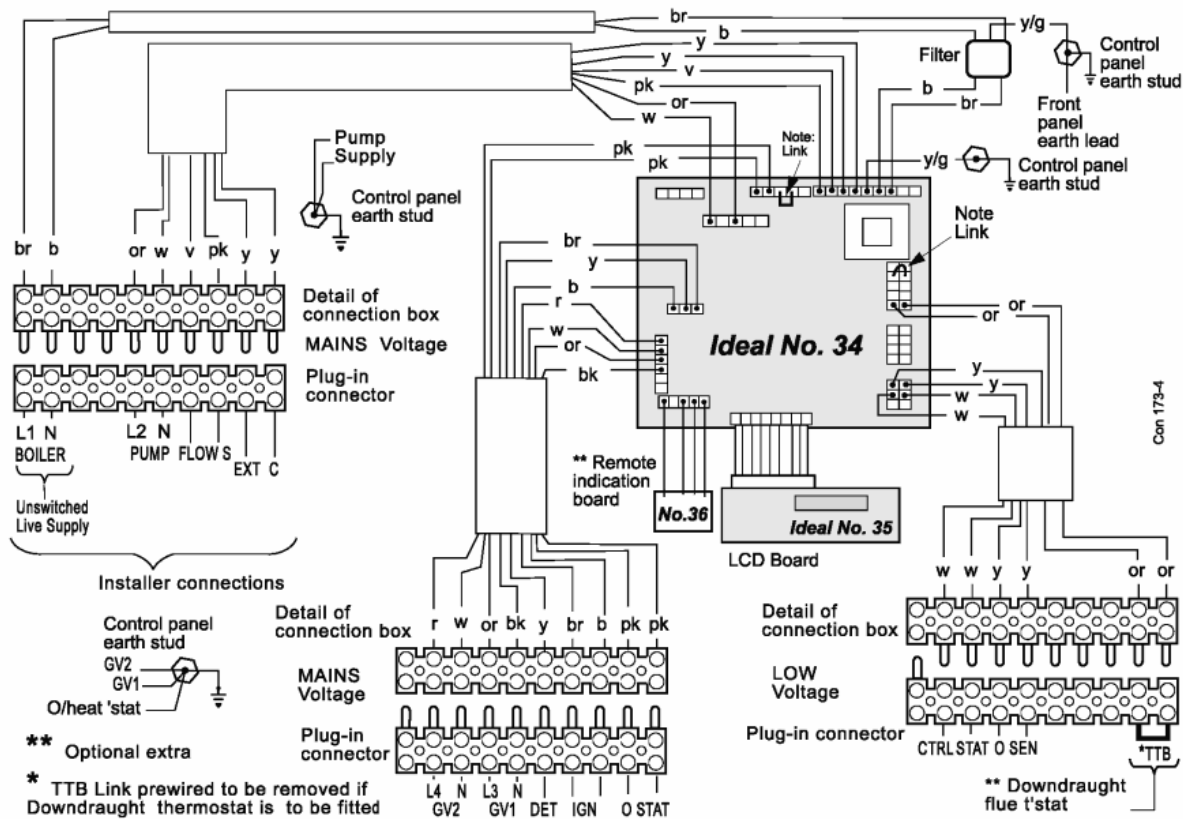 br
b
y
y
v
pk
or
w
y/g
Filter
Control
panel
earth stud
b
br
Front
panel
earth lead
Pump
Supply
Control panel
earth stud
pk
pk
Note:
Link
y/g
Control panel
earth stud
Note
Link
br b or w v pk y y
Detail of
connection box
MAINS Voltage
Plug-in
connector
L1 N L2 N
BOILER PUMP FLOW S
EXT C
Unswitched
Live Supply
Installer connections
br
y
b
r
w
or
bk
Ideal No. 34
or
or
y
y
w
w
Con 173-4
** Remote
indication
board
No.36
Ideal No. 35
LCD Board
Control panel
earth stud
GV2
GV1
O/heat 'stat
** Optional extra
* TTB Link prewired to be removed if
Downdraught thermostat is to be fitted
Detail of
connection box
r w or bk y br b pk pk
MAINS
Voltage
Plug-in
connector
L4 N L3 N
GV2 GV1 DET IGN O STAT
w w y y or or
Detail of
connection box
LOW
Voltage
Plug-in connector
CTRL STAT O SEN *TTB
** Downdraught
flue t'stat